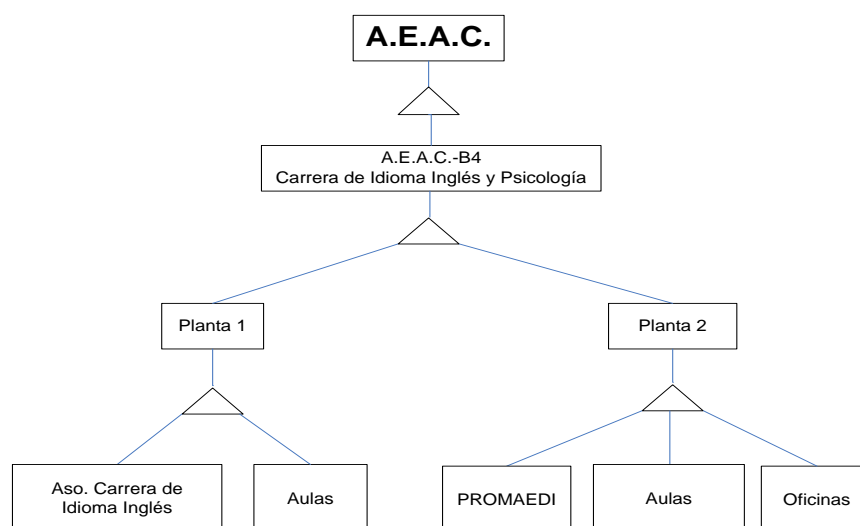 A.E.A.C.
A.E.A.C.-B4
Carrera de Idioma Inglés y Psicología
Planta 1
Planta 2
Aso. Carrera de
Idioma Inglés
Aulas
PROMAEDI
Aulas
Oficinas